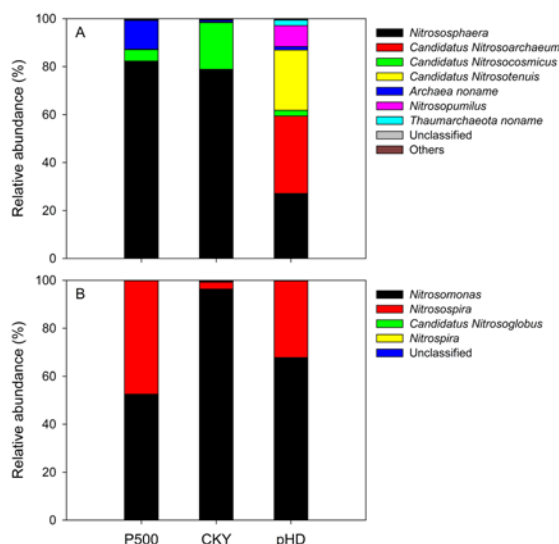 A
Relative abundance (%)
100
80
60
40
20
0
Nitrososphaera
Candidatus Nitrosoarchaeum
Candidatus Nitrosocosmicus
Candidatus Nitrosotenuis
Archaea noname
Nitrosopumilus
Thaumarchaeota noname
Unclassified
Others
B
Relative abundance (%)
100
80
60
40
20
0
P500 CKY pHD
Nitrosomonas
Nitrosospira
Candidatus Nitrosoglobus
Nitrospira
Unclassified